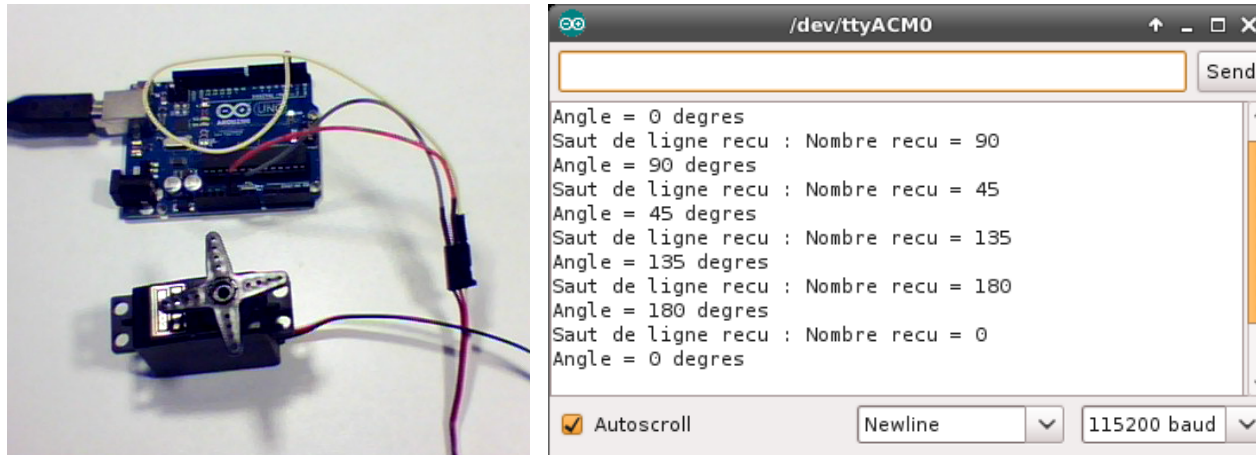 UNO
/dev/ttyACM0
Send
Angle = 0 degres
Saut de ligne recu : Nombre recu = 90
Angle = 90 degres
Saut de ligne recu : Nombre recu = 45
Angle = 45 degres
Saut de ligne recu : Nombre recu = 135
Angle = 135 degres
Saut de ligne recu : Nombre recu = 180
Angle = 180 degres
Saut de ligne recu : Nombre recu = 0
Angle = 0 degres
Autoscroll
Newline
115200 baud